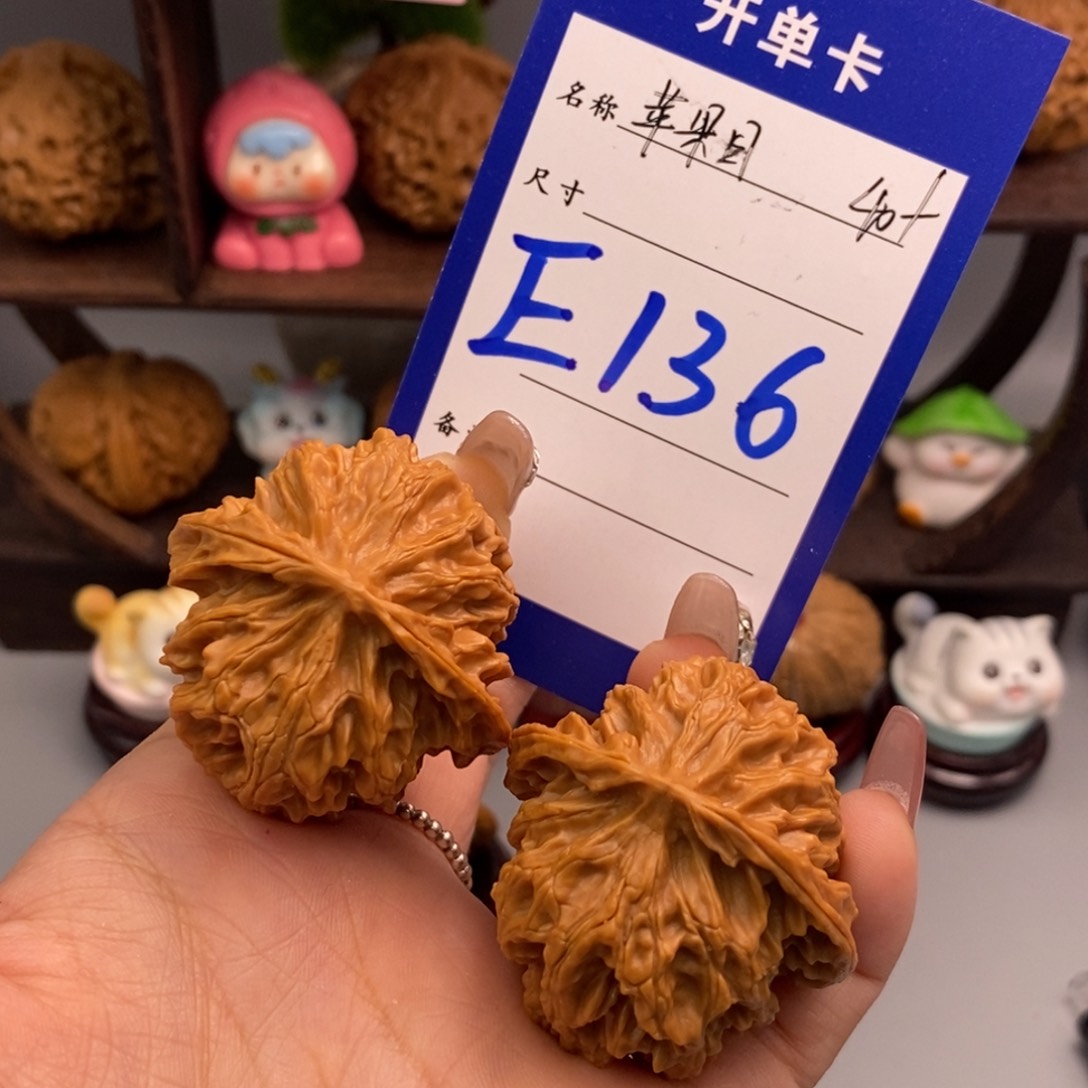 开单卡
名称 苹果园 40+
尺寸
E136
备